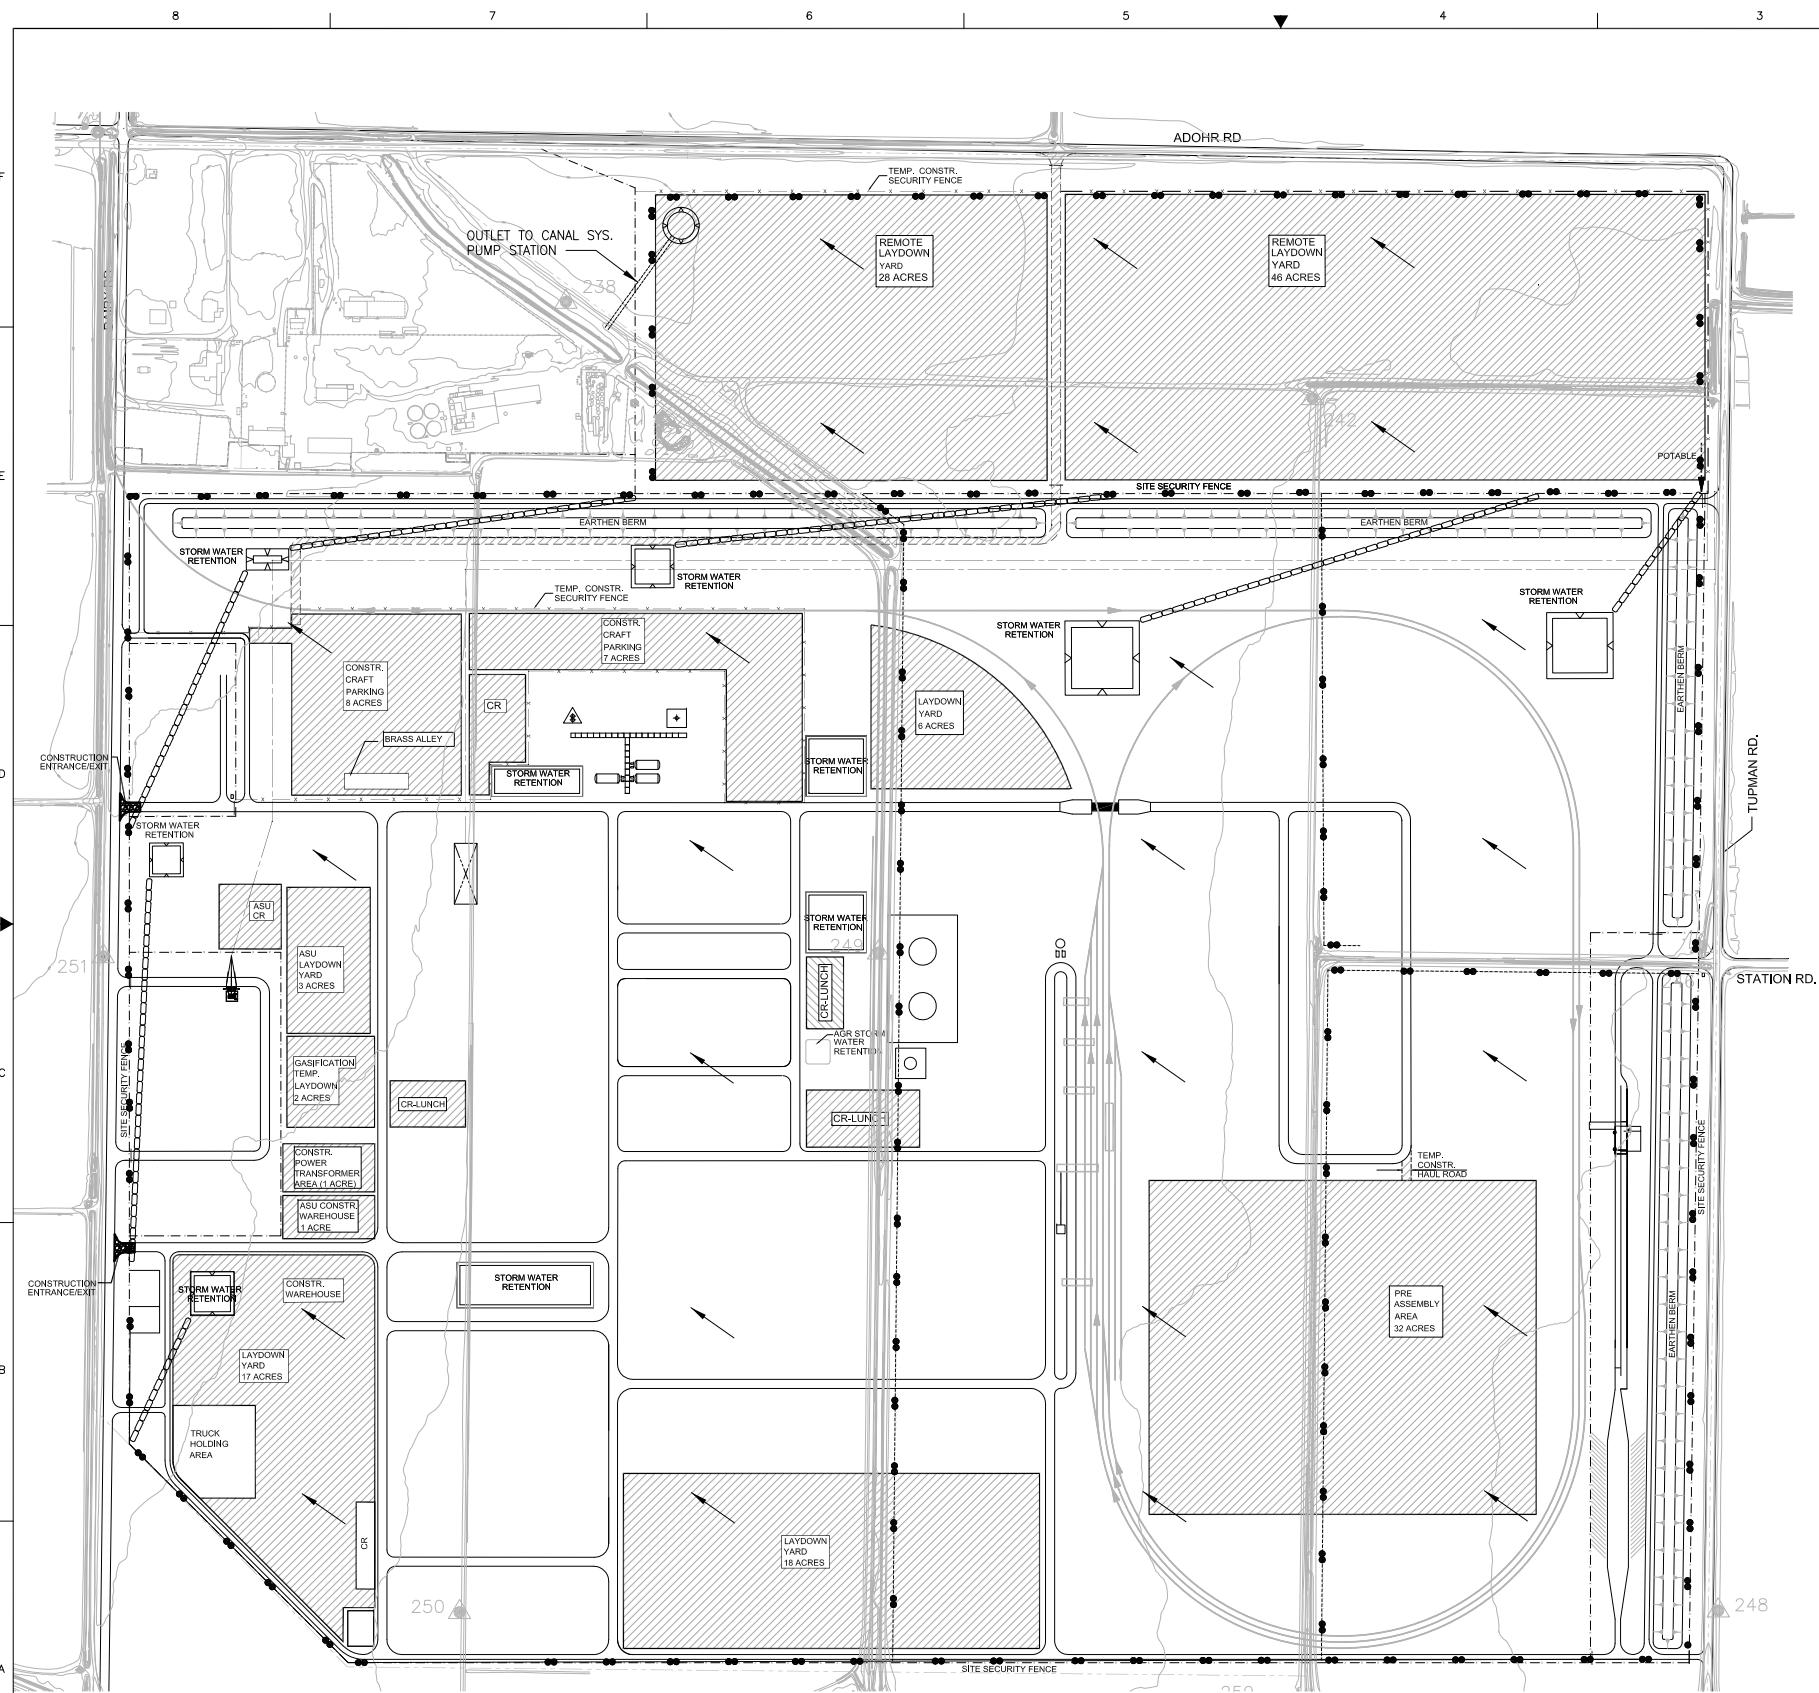 8
7
6
5
4
3
F
ADOHR RD
TEMP. CONSTR.
SECURITY FENCE
OUTLET TO CANAL SYS.
PUMP STATION
REMOTE
LAYDOWN
YARD
28 ACRES
REMOTE
LAYDOWN
YARD
46 ACRES
DAIRY RD
238
242
POTABLE
E
SITE SECURITY FENCE
EARTHEN BERM
EARTHEN BERM
STORM WATER
RETENTION
STORM WATER
RETENTION
TEMP. CONSTR.
SECURITY FENCE
STORM WATER
RETENTION
STORM WATER
RETENTION
CONSTR.
CRAFT
PARKING
7 ACRES
CONSTR.
CRAFT
PARKING
8 ACRES
CR
LAYDOWN
YARD
6 ACRES
EARTHEN BERM
BRASS ALLEY
CONSTRUCTION
ENTRANCE/EXIT
D
STORM WATER
RETENTION
STORM WATER
RETENTION
TUPMAN RD.
STORM WATER
RETENTION
ASU
CR
STORM WATER
RETENTION
249
251
ASU
LAYDOWN
YARD
3 ACRES
CR-LUNCH
STATION RD.
AGR STORM
WATER
RETENTION
SITE SECURITY FENCE
C
GASIFICATION
TEMP.
LAYDOWN
2 ACRES
CR-LUNCH
CR-LUNCH
CONSTR.
POWER
TRANSFORMER
AREA (1 ACRE)
TEMP.
CONSTR.
HAUL ROAD
SITE SECURITY FENCE
ASU CONSTR.
WAREHOUSE
1 ACRE
CONSTRUCTION
ENTRANCE/EXIT
STORM WATER
RETENTION
CONSTR.
WAREHOUSE
STORM WATER
RETENTION
PRE
ASSEMBLY
AREA
32 ACRES
EARTHEN BERM
B
LAYDOWN
YARD
17 ACRES
TRUCK
HOLDING
AREA
CR
LAYDOWN
YARD
18 ACRES
250
248
A
SITE SECURITY FENCE